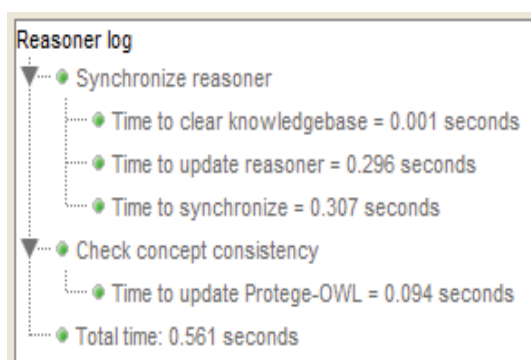 Reasoner log
Synchronize reasoner
Time to clear knowledgebase = 0.001 seconds
Time to update reasoner = 0.296 seconds
Time to synchronize = 0.307 seconds
Check concept consistency
Time to update Protege-OWL = 0.094 seconds
Total time: 0.561 seconds